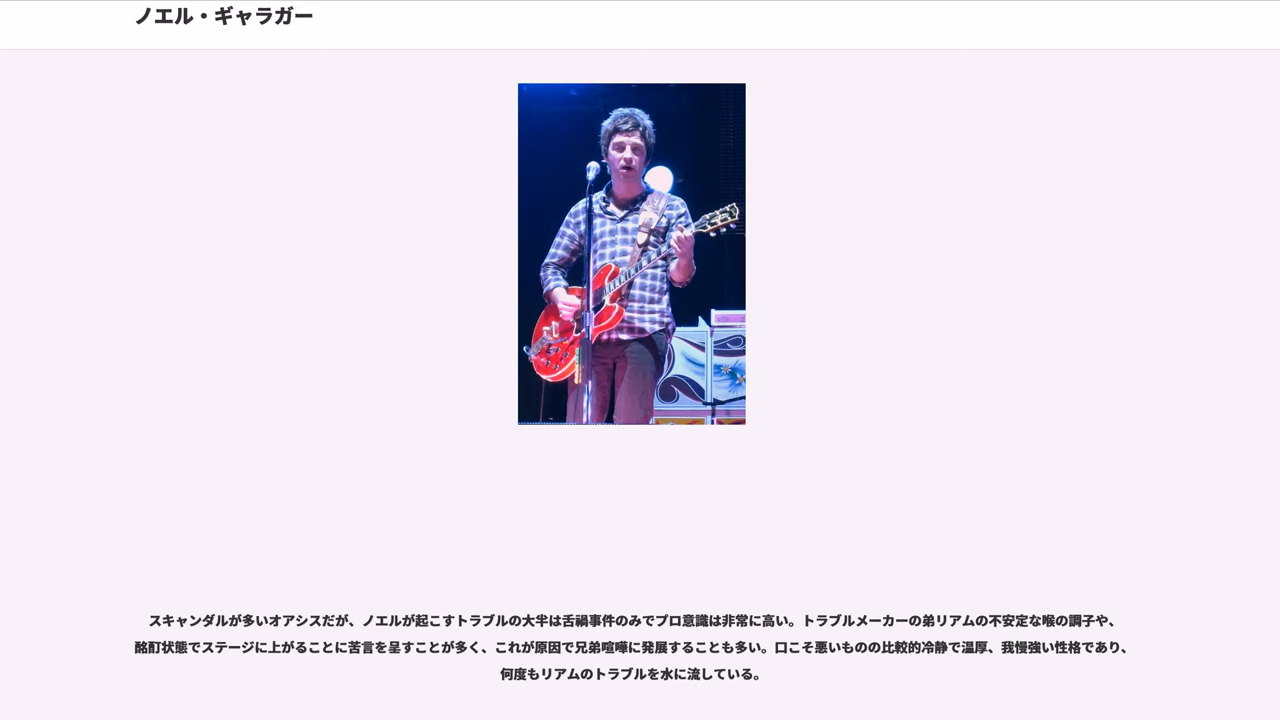 ノエル・ギャラガー
スキャンダルが多いオアシスだが、ノエルが起こすトラブルの大半は舌禍事件のみでプロ意識は非常に高い。トラブルメーカーの弟リアムの不安定な喉の調子や、
酩酊状態でステージに上がることに苦言を呈すことが多く、これが原因で兄弟喧嘩に発展することも多い。口こそ悪いものの比較的冷静で温厚、我慢強い性格であり、
何度もリアムのトラブルを水に流している。